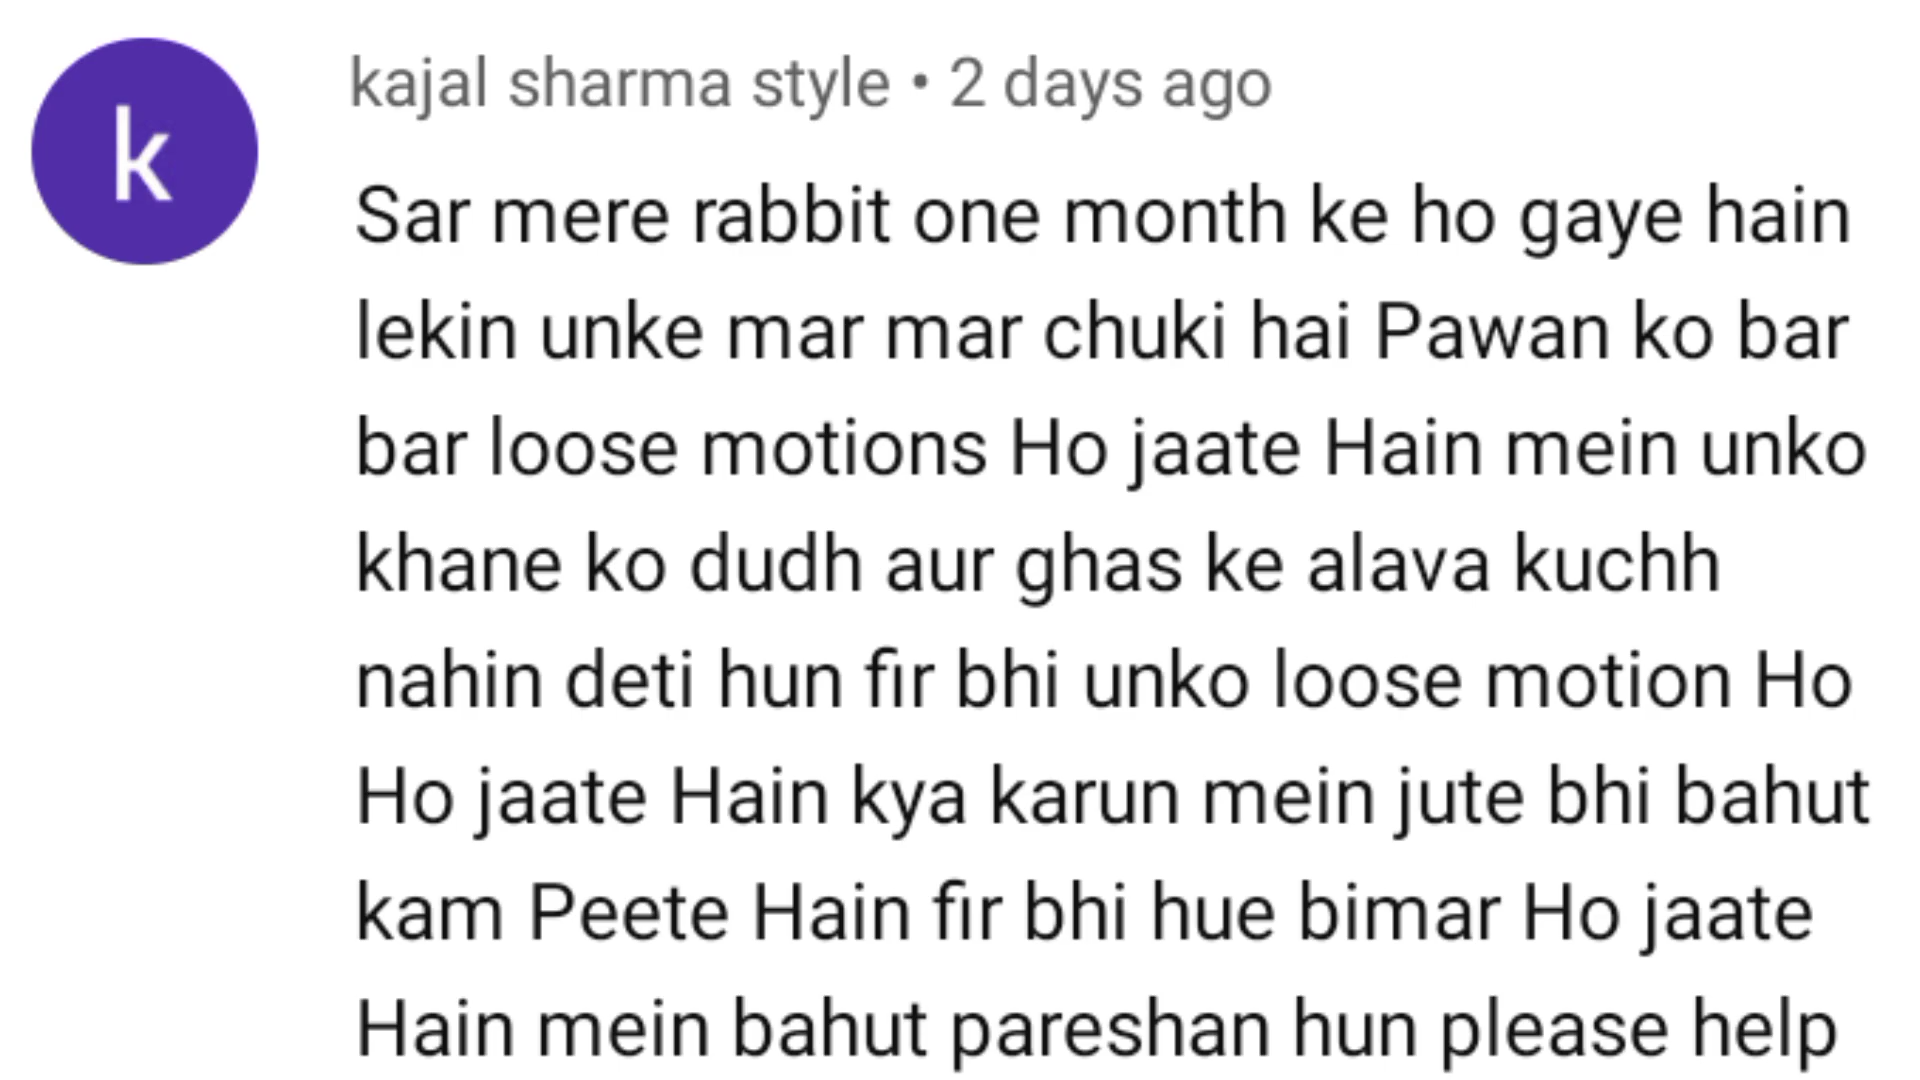 k
kajal sharma style • 2 days ago
Sar mere rabbit one month ke ho gaye hain
lekin unke mar mar chuki hai Pawan ko bar
bar loose motions Ho jaate Hain mein unko
khane ko dudh aur ghas ke alava kuchh
nahin deti hun fir bhi unko loose motion Ho
Ho jaate Hain kya karun mein jute bhi bahut
kam Peete Hain fir bhi hue bimar Ho jaate
Hain mein bahut pareshan hun please help